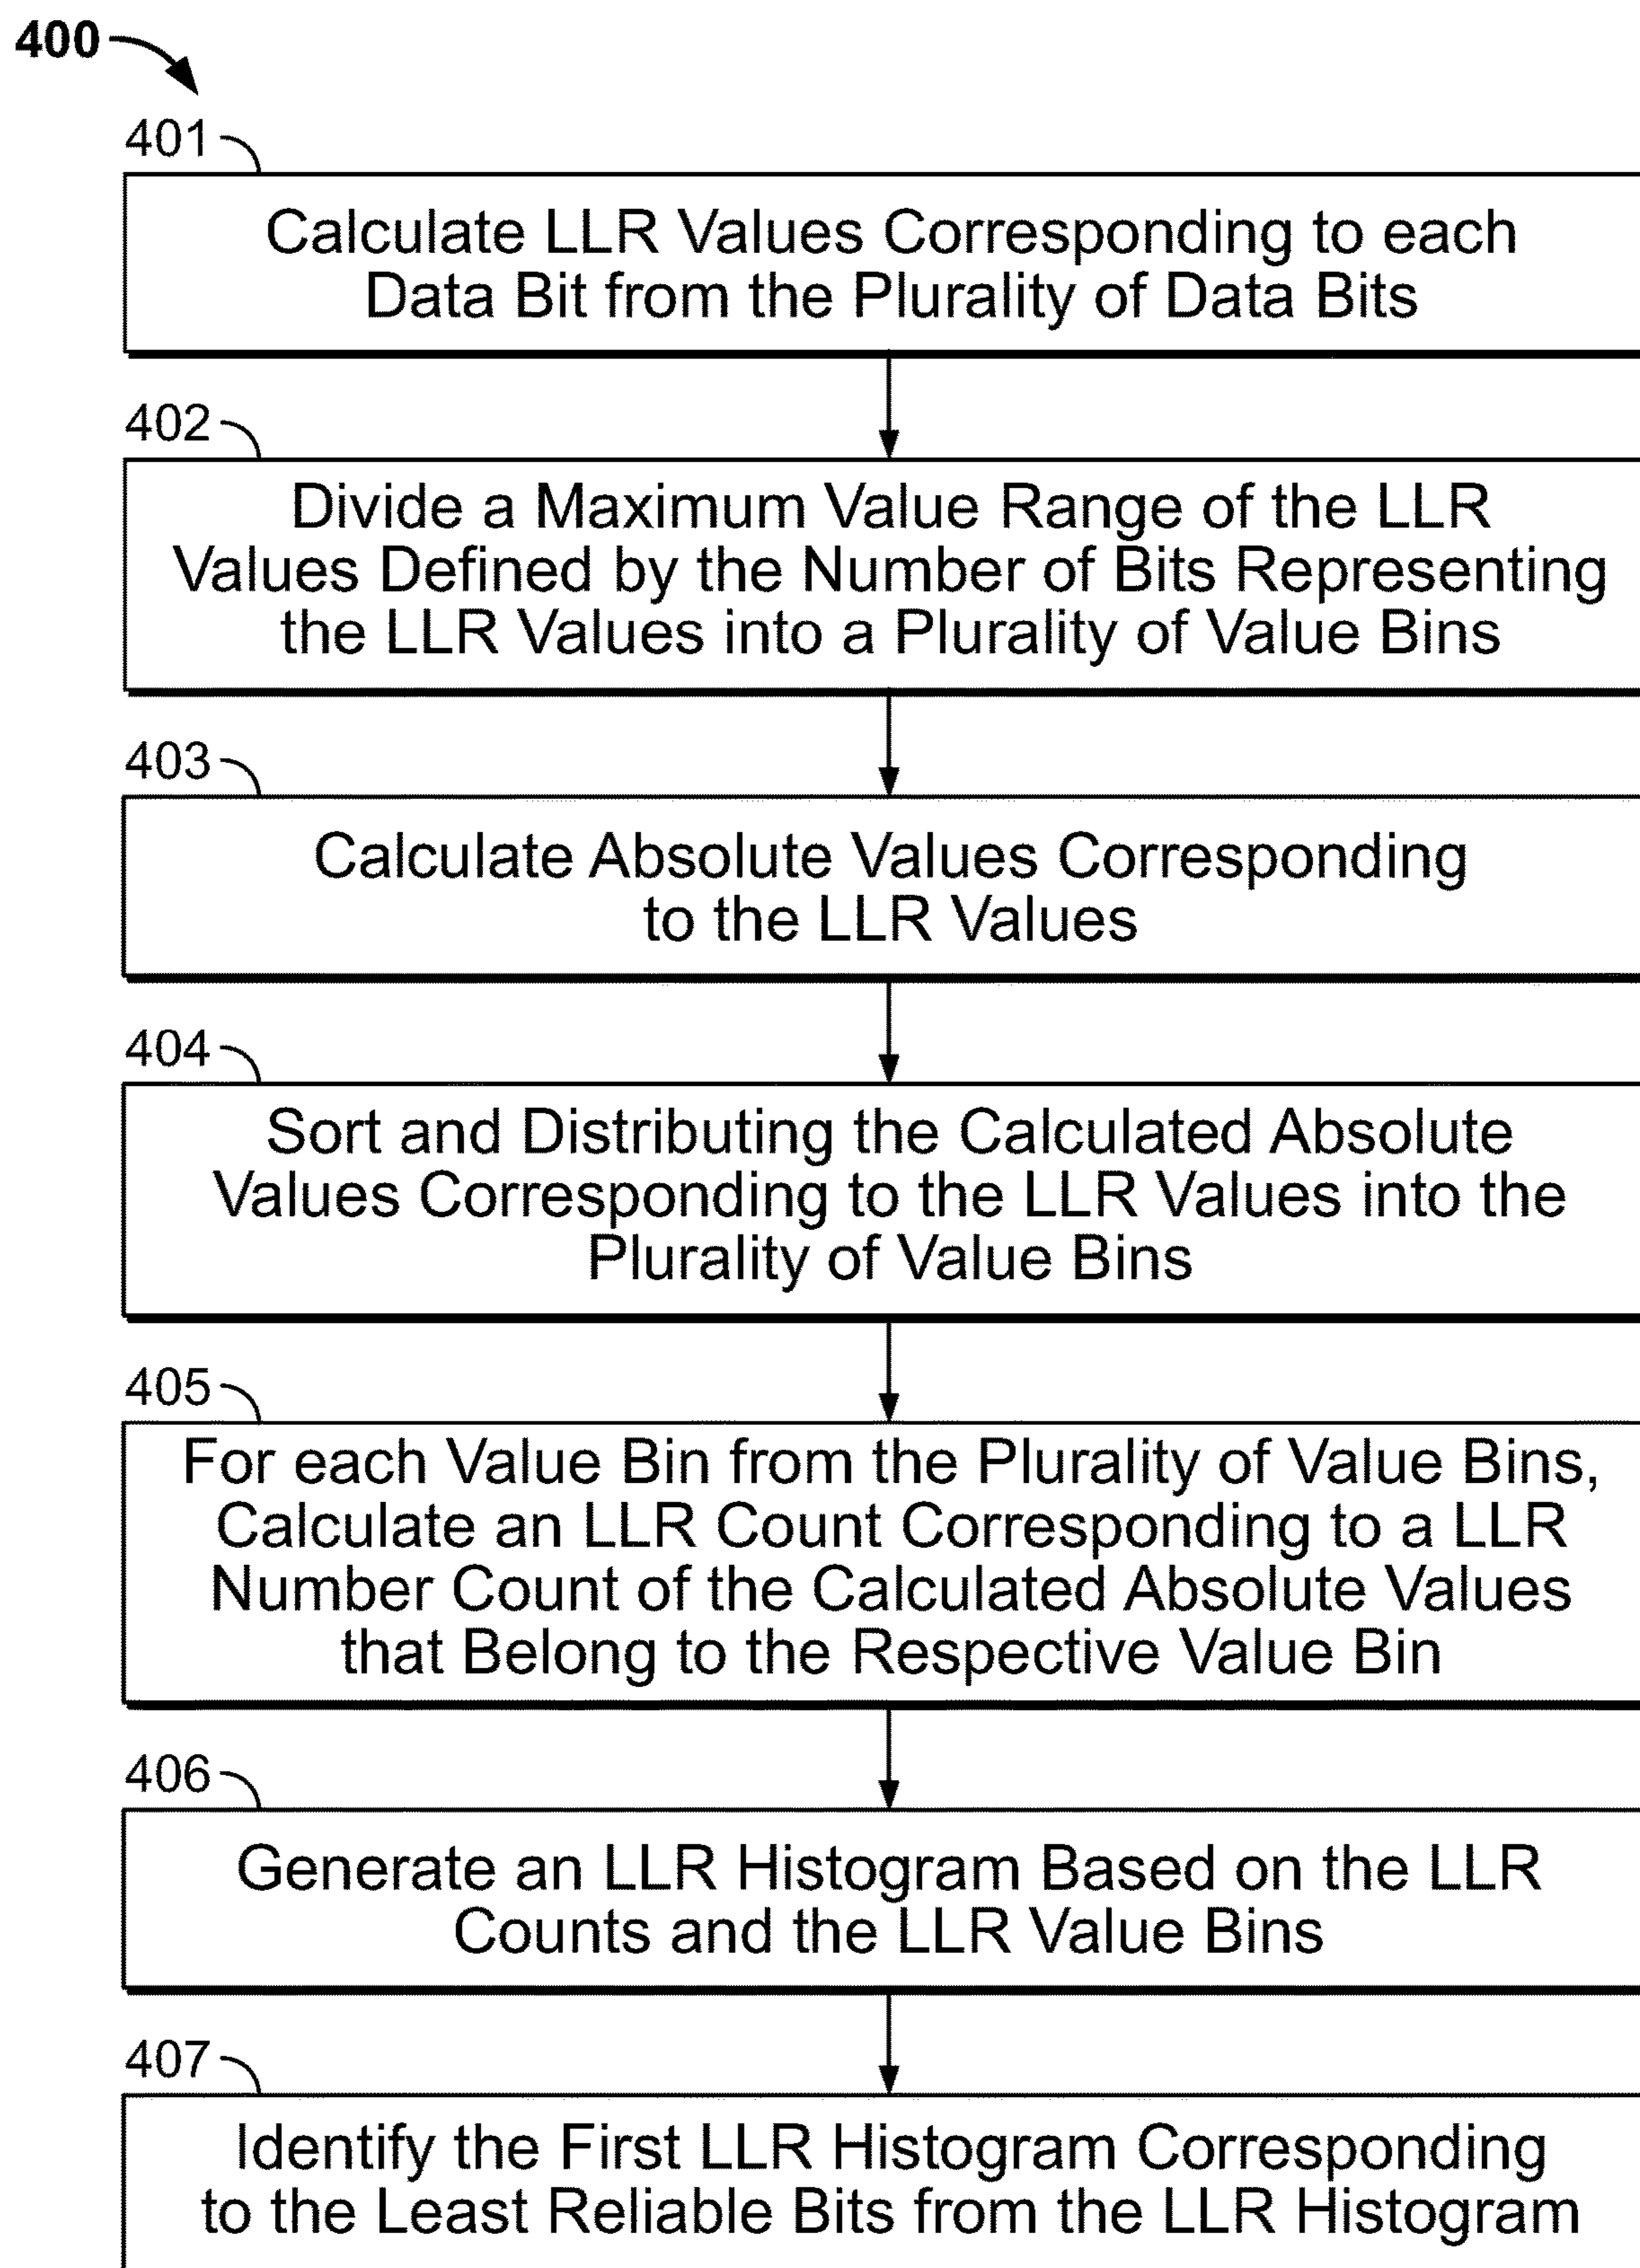 400
401
Calculate LLR Values Corresponding to each
Data Bit from the Plurality of Data Bits
402
Divide a Maximum Value Range of the LLR
Values Defined by the Number of Bits Representing
the LLR Values into a Plurality of Value Bins
403
Calculate Absolute Values Corresponding
to the LLR Values
404
Sort and Distributing the Calculated Absolute
Values Corresponding to the LLR Values into the
Plurality of Value Bins
405
For each Value Bin from the Plurality of Value Bins,
Calculate an LLR Count Corresponding to a LLR
Number Count of the Calculated Absolute Values
that Belong to the Respective Value Bin
406
Generate an LLR Histogram Based on the LLR
Counts and the LLR Value Bins
407
Identify the First LLR Histogram Corresponding
to the Least Reliable Bits from the LLR Histogram